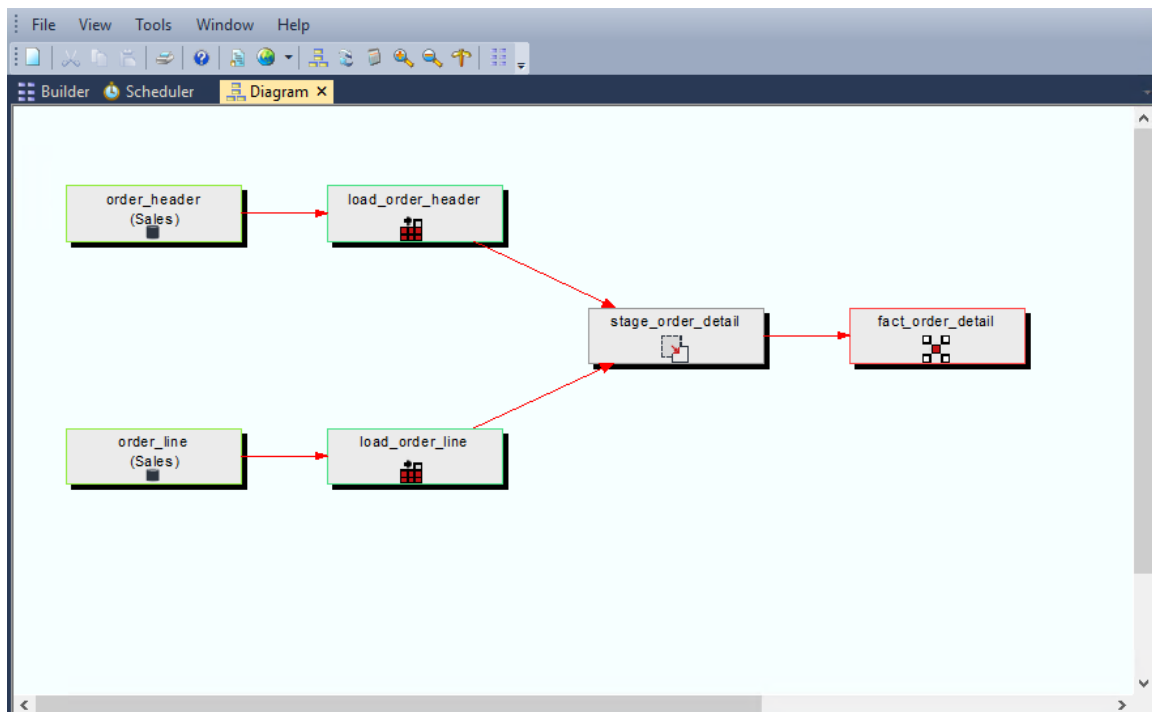 File View Tools Window Help
Builder Scheduler Diagram
order_header
(Sales)
load_order_header
stage_order_detail
fact_order_detail
order_line
(Sales)
load_order_line